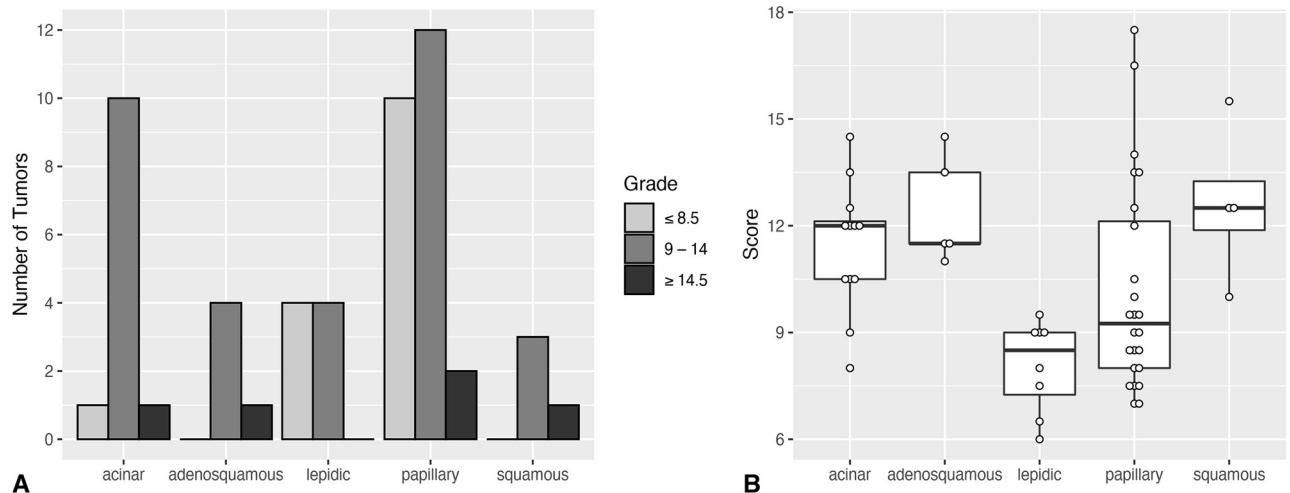 Number of Tumors
12
10
8
6
4
2
0
acinar
adenosquamous
lepidic
papillary
squamous
A
Grade
≤ 8.5
9 – 14
≥ 14.5
Score
18
15
12
9
6
acinar
adenosquamous
lepidic
papillary
squamous
B